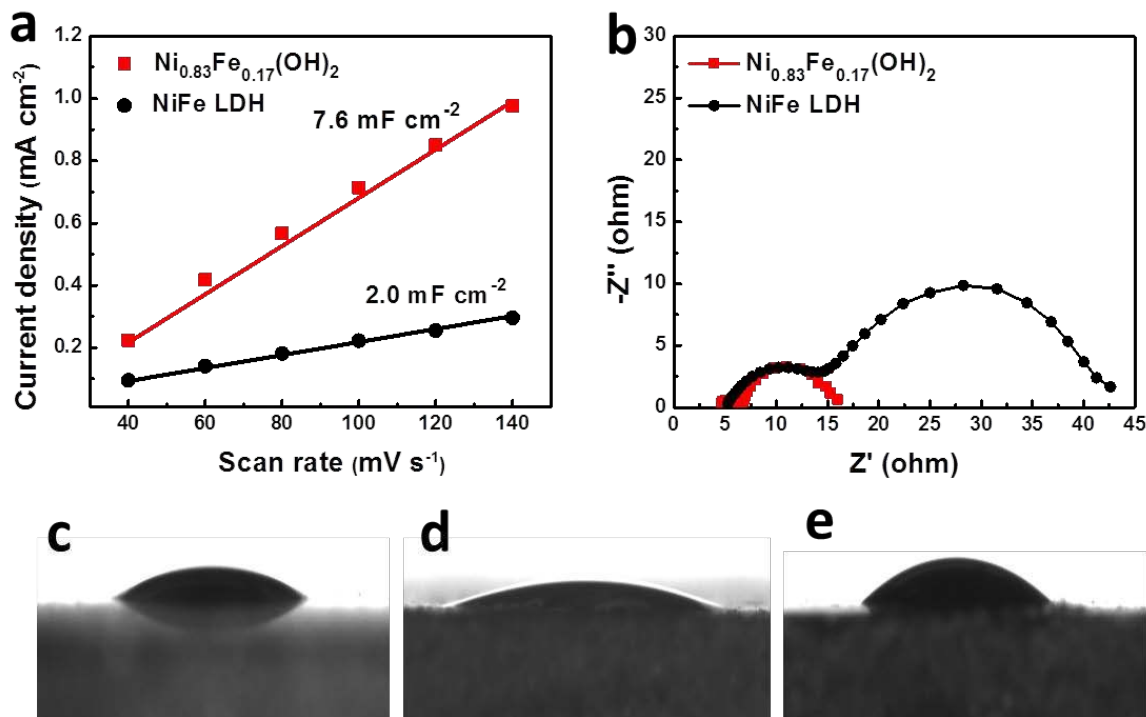 a
1.2
1.0
0.8
0.6
0.4
0.2
Current density (mA cm⁻²)
Ni₀.₈₃Fe₀.₁₇(OH)₂
NiFe LDH
7.6 mF cm⁻²
2.0 mF cm⁻²
40 60 80 100 120 140
Scan rate (mV s⁻¹)
b
30
25
20
15
10
5
0
-Z'' (ohm)
Ni₀.₈₃Fe₀.₁₇(OH)₂
NiFe LDH
0 5 10 15 20 25 30 35 40 45
Z' (ohm)
c
d
e